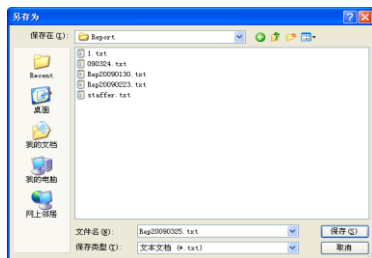 另存为
保存在(I):
Report
1.txt
090324.txt
Rep20090130.txt
Rep20090223.txt
staffer.txt
Recent
桌面
我的文档
我的电脑
网上邻居
文件名(N):
Rep20090325.txt
保存(S)
保存类型(T):
文本文档 (*.txt)
取消